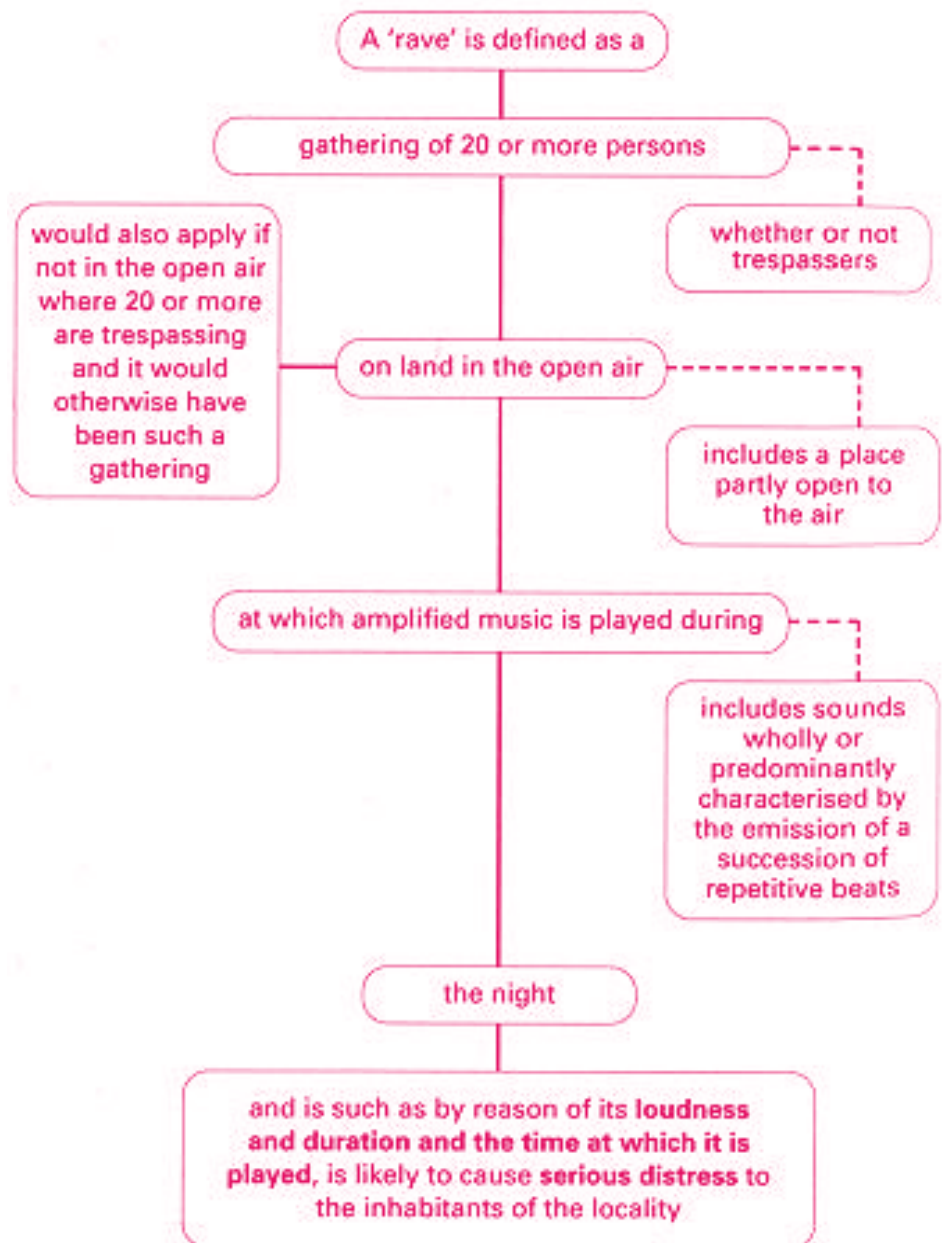 A ‘rave’ is defined as a
gathering of 20 or more persons
whether or not
trespassers
would also apply if
not in the open air
where 20 or more
are trespassing
and it would
otherwise have
been such a
gathering
on land in the open air
includes a place
partly open to
the air
at which amplified music is played during
includes sounds
wholly or
predominantly
characterised by
the emission of a
succession of
repetitive beats
the night
and is such as by reason of its loudness
and duration and the time at which it is
played, is likely to cause serious distress to
the inhabitants of the locality